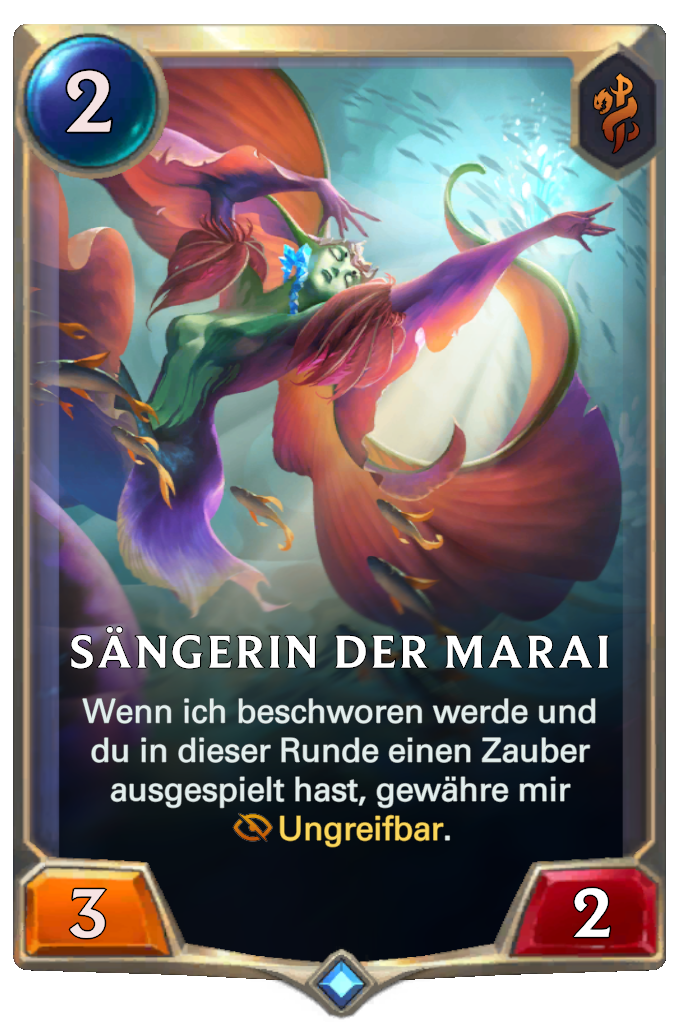 2
SÄNGERIN DER MARAI
Wenn ich beschworen werde und
du in dieser Runde einen Zauber
ausgespielt hast, gewähre mir
Ungreifbar.
3
2